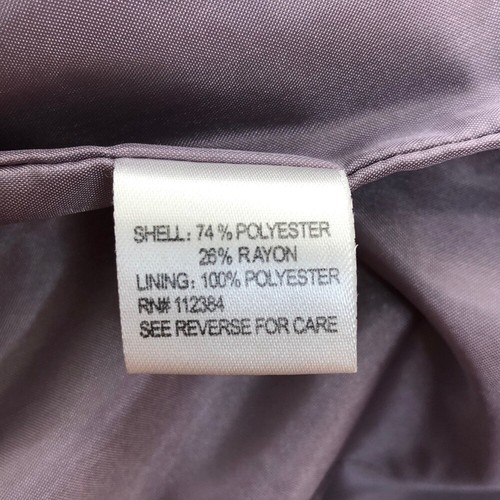 SHELL: 74% POLYESTER
26% RAYON
LINING: 100% POLYESTER
RN# 112384
SEE REVERSE FOR CARE